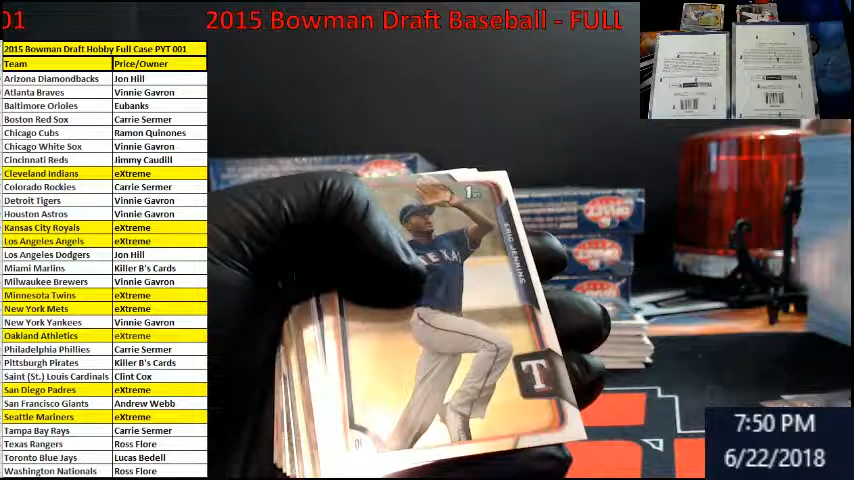 01
2015 Bowman Draft Baseball - FULL
2015 Bowman Draft Hobby Full Case PYT 001
Team Price/Owner
Arizona Diamondbacks Jon Hill
Atlanta Braves Vinnie Gavron
Baltimore Orioles Eubanks
Boston Red Sox Carrie Sermer
Chicago Cubs Ramon Quinones
Chicago White Sox Vinnie Gavron
Cincinnati Reds Jimmy Caudill
Cleveland Indians eXtreme
Colorado Rockies Carrie Sermer
Detroit Tigers Vinnie Gavron
Houston Astros Vinnie Gavron
Kansas City Royals eXtreme
Los Angeles Angels eXtreme
Los Angeles Dodgers Jon Hill
Miami Marlins Killer B's Cards
Milwaukee Brewers Vinnie Gavron
Minnesota Twins eXtreme
New York Mets eXtreme
New York Yankees Vinnie Gavron
Oakland Athletics eXtreme
Philadelphia Phillies Carrie Sermer
Pittsburgh Pirates Killer B's Cards
Saint (St.) Louis Cardinals Clint Cox
San Diego Padres eXtreme
San Francisco Giants Andrew Webb
Seattle Mariners eXtreme
Tampa Bay Rays Carrie Sermer
Texas Rangers Ross Flore
Toronto Blue Jays Lucas Bedell
Washington Nationals Ross Flore
1st
ERIC JENKINS
TEXA
T
7:50 PM
6/22/2018